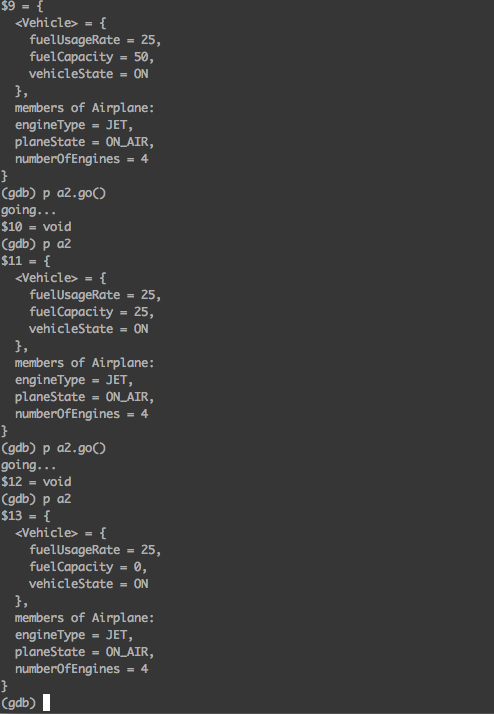 $9 = {
  <Vehicle> = {
    fuelUsageRate = 25,
    fuelCapacity = 50,
    vehicleState = ON
  },
  members of Airplane:
  engineType = JET,
  planeState = ON_AIR,
  numberOfEngines = 4
}
(gdb) p a2.go()
going...
$10 = void
(gdb) p a2
$11 = {
  <Vehicle> = {
    fuelUsageRate = 25,
    fuelCapacity = 25,
    vehicleState = ON
  },
  members of Airplane:
  engineType = JET,
  planeState = ON_AIR,
  numberOfEngines = 4
}
(gdb) p a2.go()
going...
$12 = void
(gdb) p a2
$13 = {
  <Vehicle> = {
    fuelUsageRate = 25,
    fuelCapacity = 0,
    vehicleState = ON
  },
  members of Airplane:
  engineType = JET,
  planeState = ON_AIR,
  numberOfEngines = 4
}
(gdb)